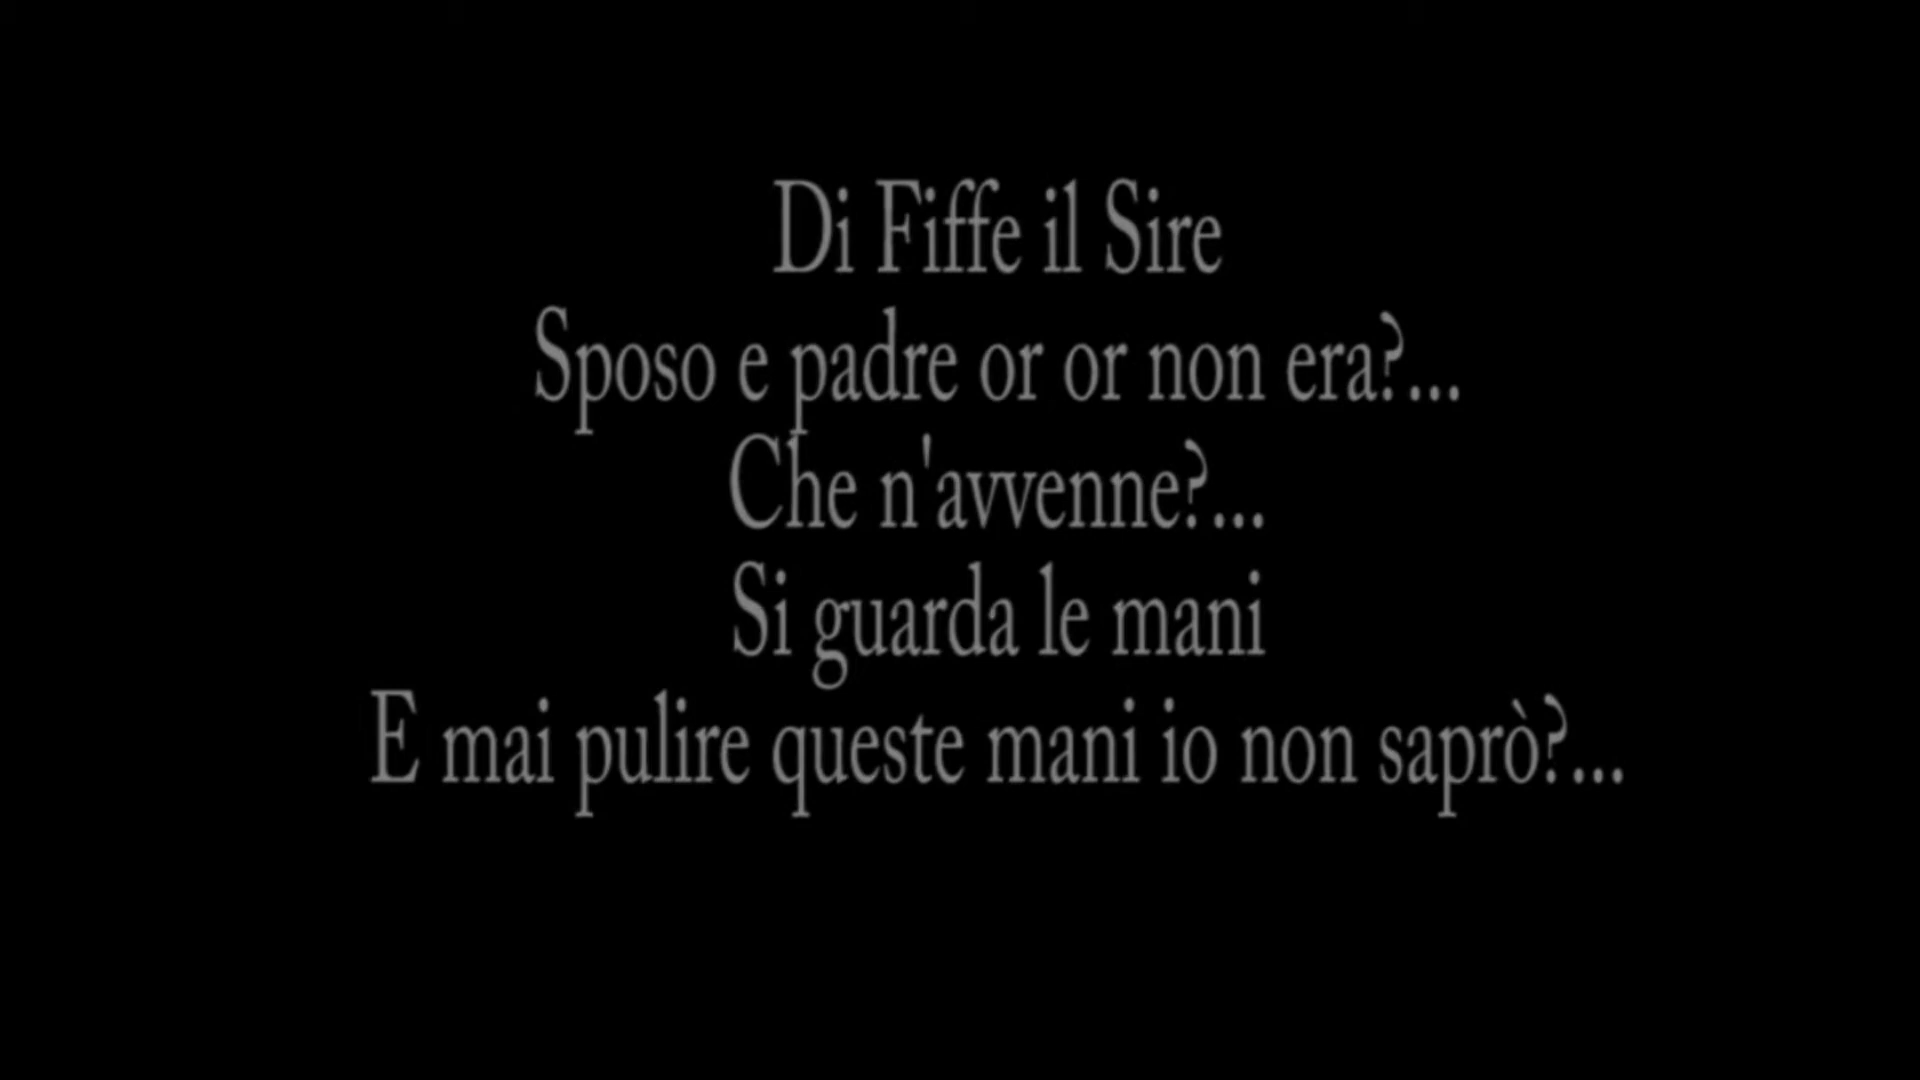 Di Fiffe il Sire
Sposo e padre or or non era?...
Che n'avvenne?...
Si guarda le mani
E mai pulire queste mani io non saprò?...